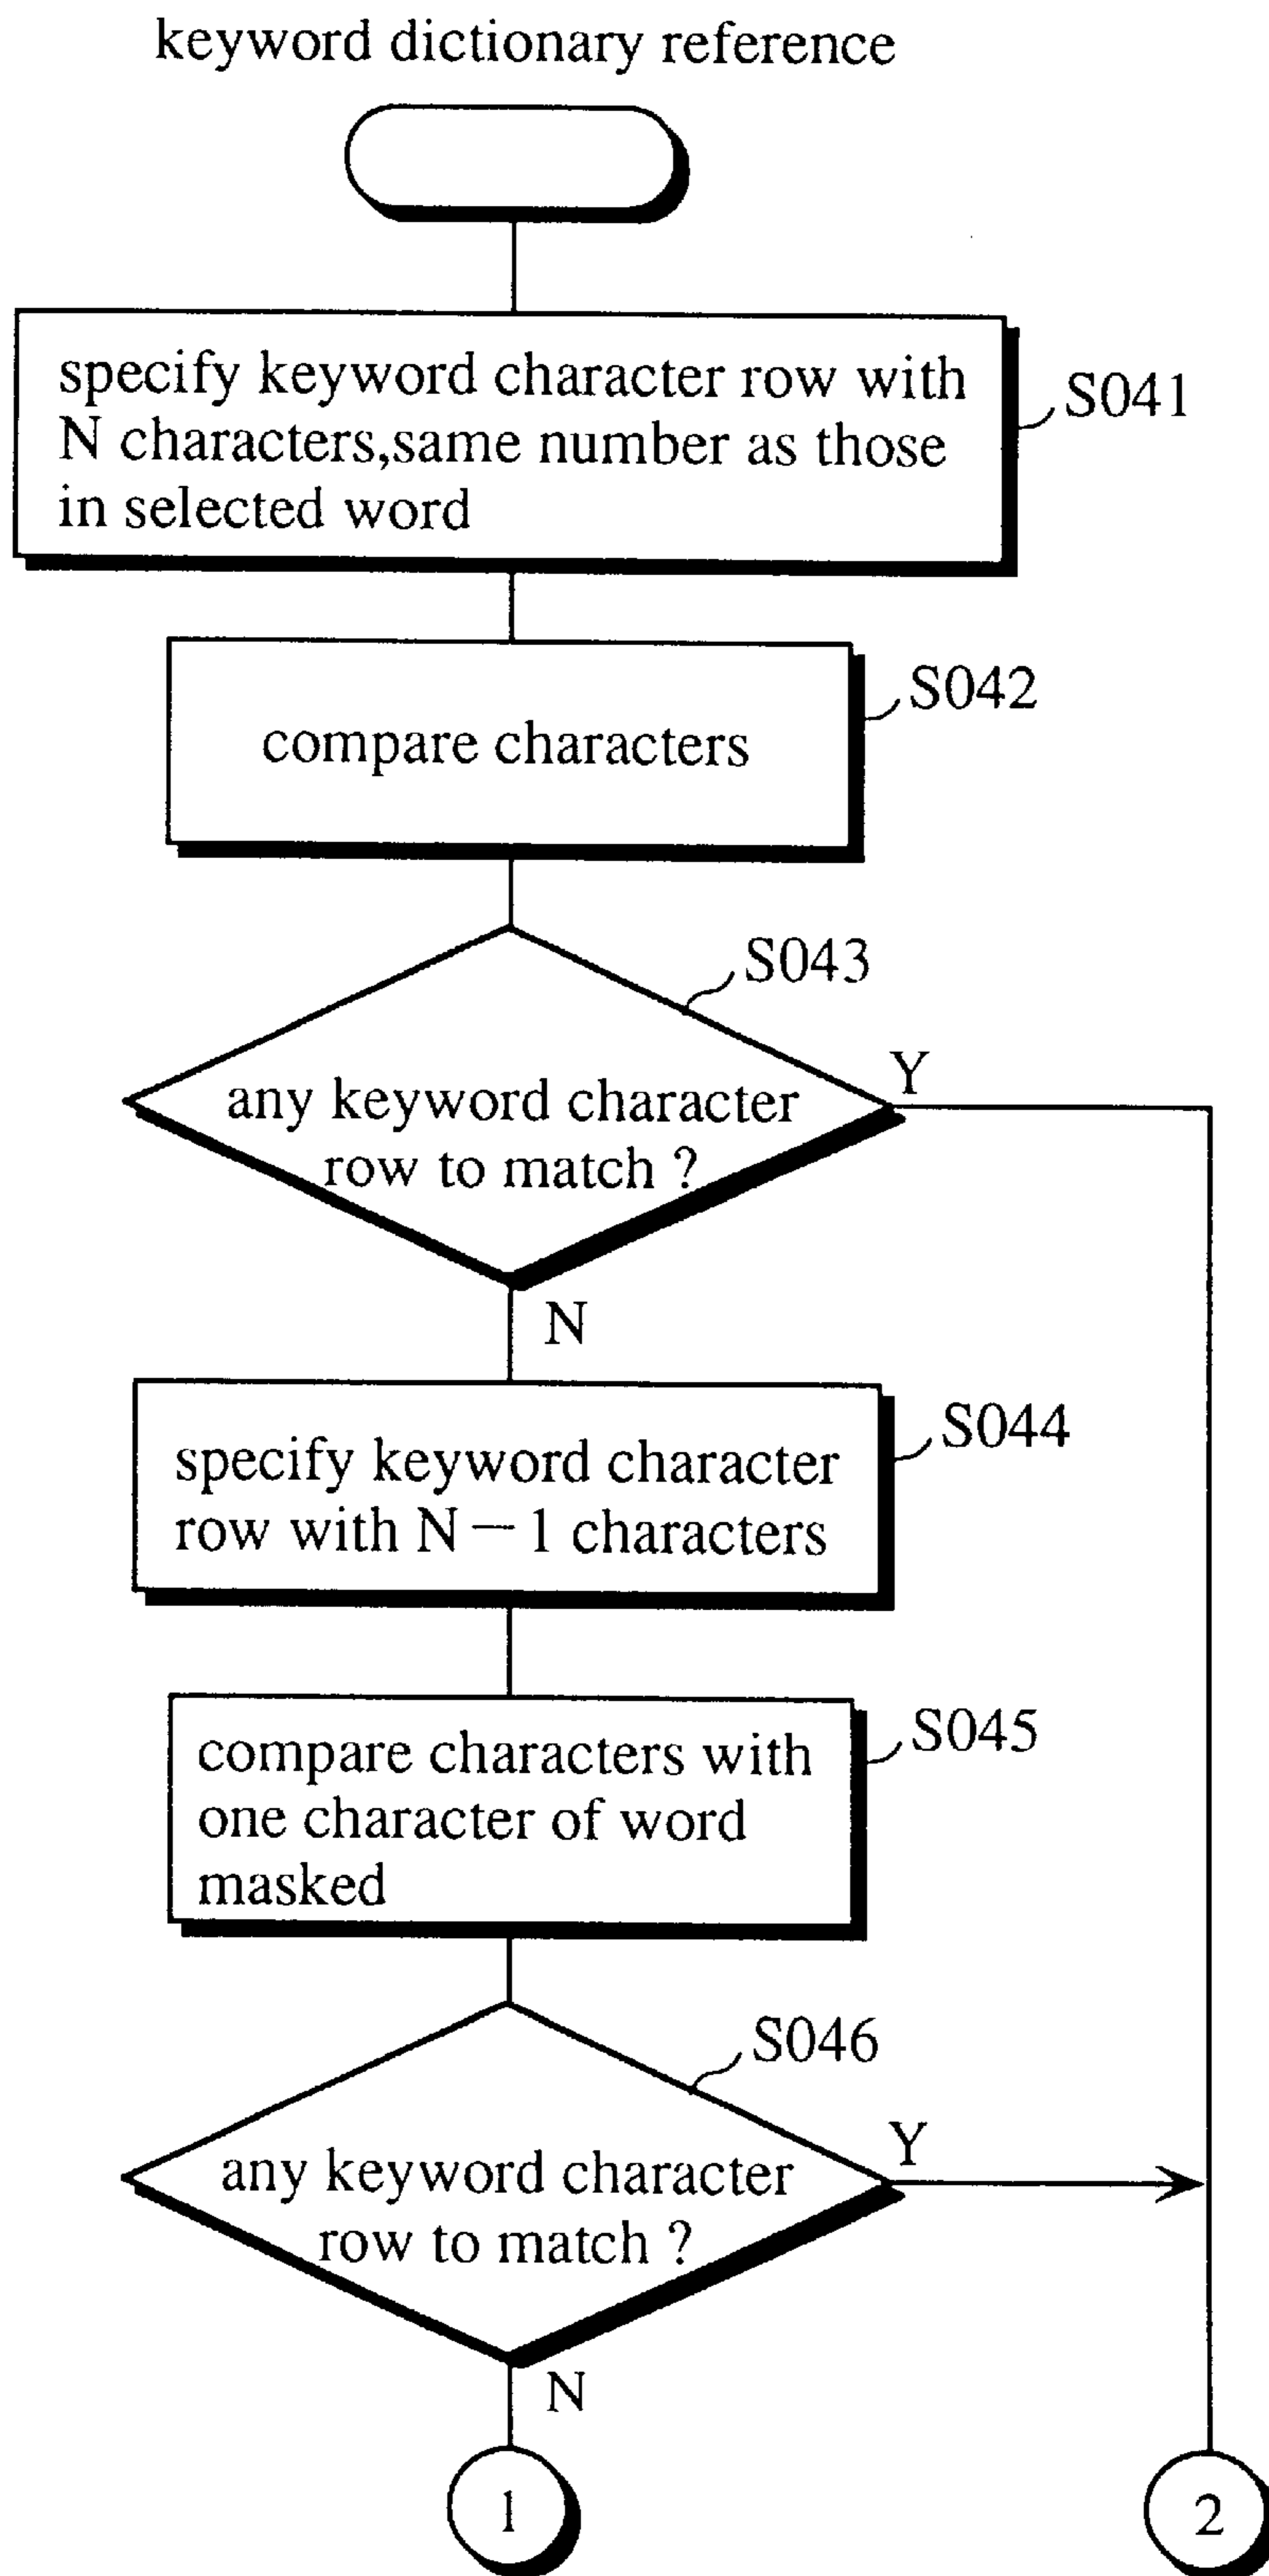 keyword dictionary reference
specify keyword character row with
N characters,same number as those
in selected word
S041
compare characters
S042
S043
any keyword character
row to match ?
Y
N
specify keyword character
row with N－1 characters
S044
compare characters with
one character of word
masked
S045
S046
any keyword character
row to match ?
Y
N
1
2